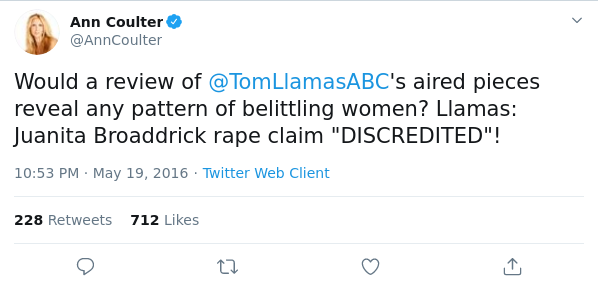 Ann Coulter
@AnnCoulter
Would a review of @TomLlamasABC's aired pieces
reveal any pattern of belittling women? Llamas:
Juanita Broaddrick rape claim "DISCREDITED"!
10:53 PM · May 19, 2016 · Twitter Web Client
228 Retweets 712 Likes